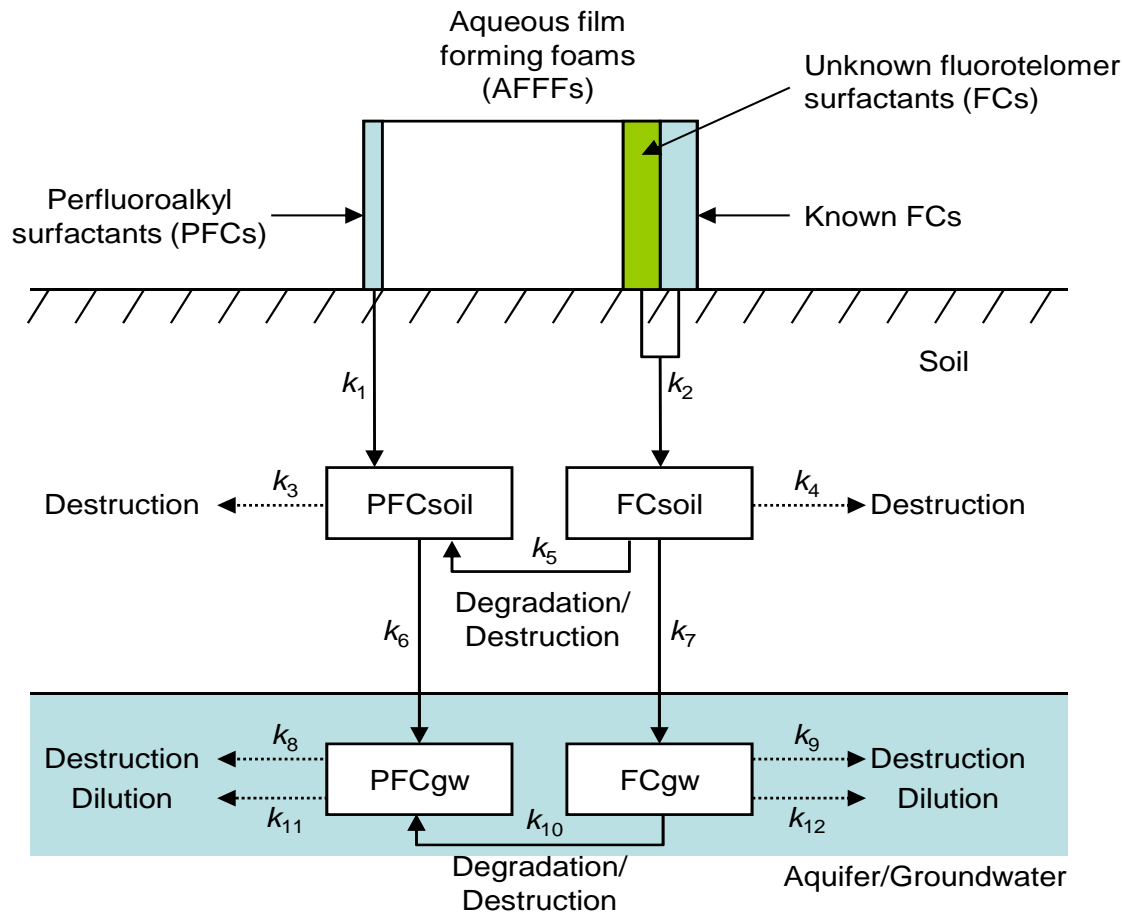 Aqueous film
forming foams
(AFFFs)
Unknown fluorotelomer
surfactants (FCs)
Perfluoroalkyl
surfactants (PFCs)
Known FCs
Soil
k1
k2
Destruction
k3
PFCsoil
FCsoil
k4
Destruction
k5
Degradation/
Destruction
k6
k7
Destruction
k8
PFCgw
FCgw
k9
Destruction
Dilution
k11
k10
k12
Dilution
Degradation/
Destruction
Aquifer/Groundwater